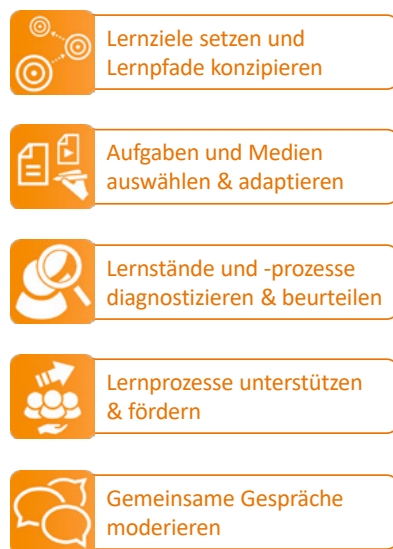 Lernziele setzen und
Lernpfade konzipieren
Aufgaben und Medien
auswählen & adaptieren
Lernstände und -prozesse
diagnostizieren & beurteilen
Lernprozesse unterstützen
& fördern
Gemeinsame Gespräche
moderieren